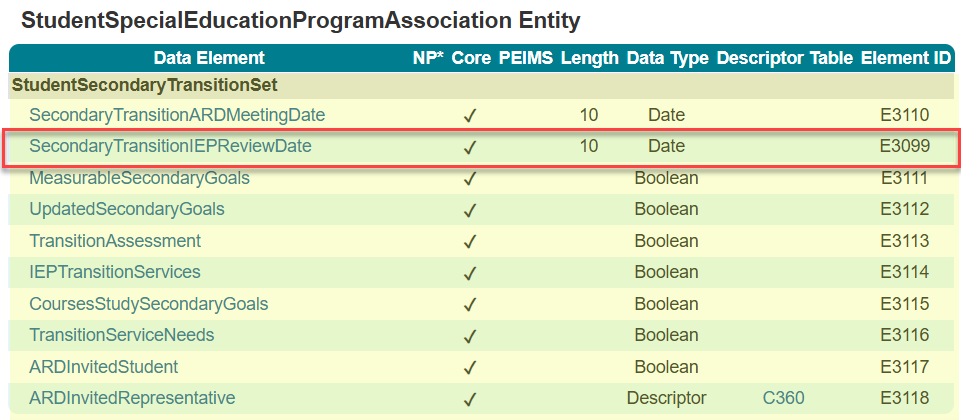 StudentSpecialEducationProgramAssociation Entity
Data Element NP* Core PEIMS Length Data Type Descriptor Table Element ID
StudentSecondaryTransitionSet
SecondaryTransitionARDMeetingDate ✓ 10 Date E3110
SecondaryTransitionIEPReviewDate ✓ 10 Date E3099
MeasurableSecondaryGoals ✓ Boolean E3111
UpdatedSecondaryGoals ✓ Boolean E3112
TransitionAssessment ✓ Boolean E3113
IEPTransitionServices ✓ Boolean E3114
CoursesStudySecondaryGoals ✓ Boolean E3115
TransitionServiceNeeds ✓ Boolean E3116
ARDInvitedStudent ✓ Boolean E3117
ARDInvitedRepresentative ✓ Descriptor C360 E3118